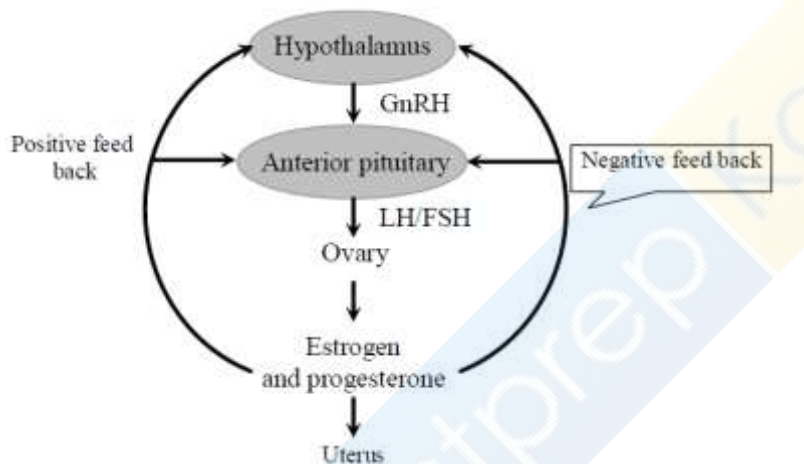 Hypothalamus
GnRH
Positive feed
back
Anterior pituitary
Negative feed back
LH/FSH
Ovary
Estrogen
and progesterone
Uterus